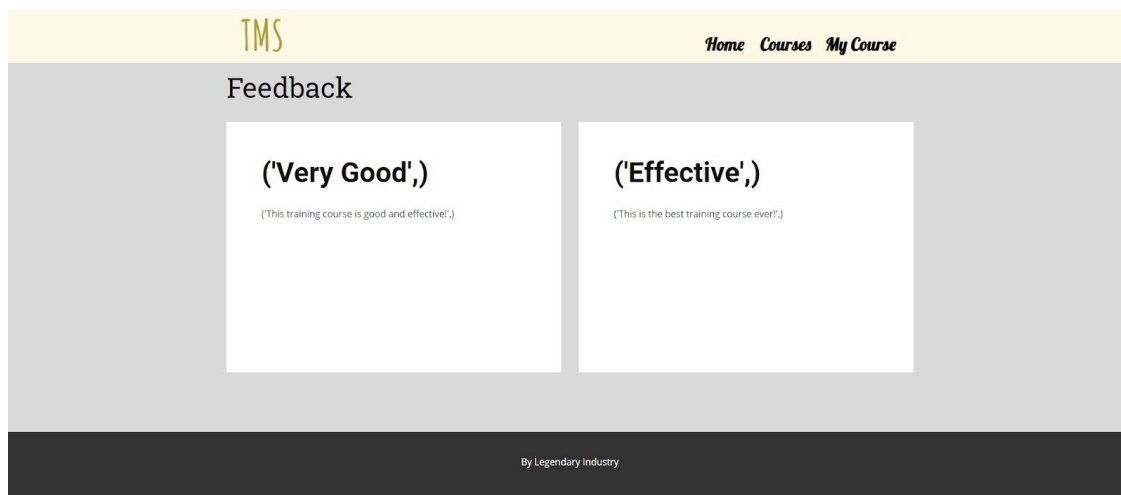 TMS
Home Courses My Course
Feedback
('Very Good',)
('This training course is good and effective!',)
('Effective',)
('This is the best training course ever!',)
By Legendary Industry